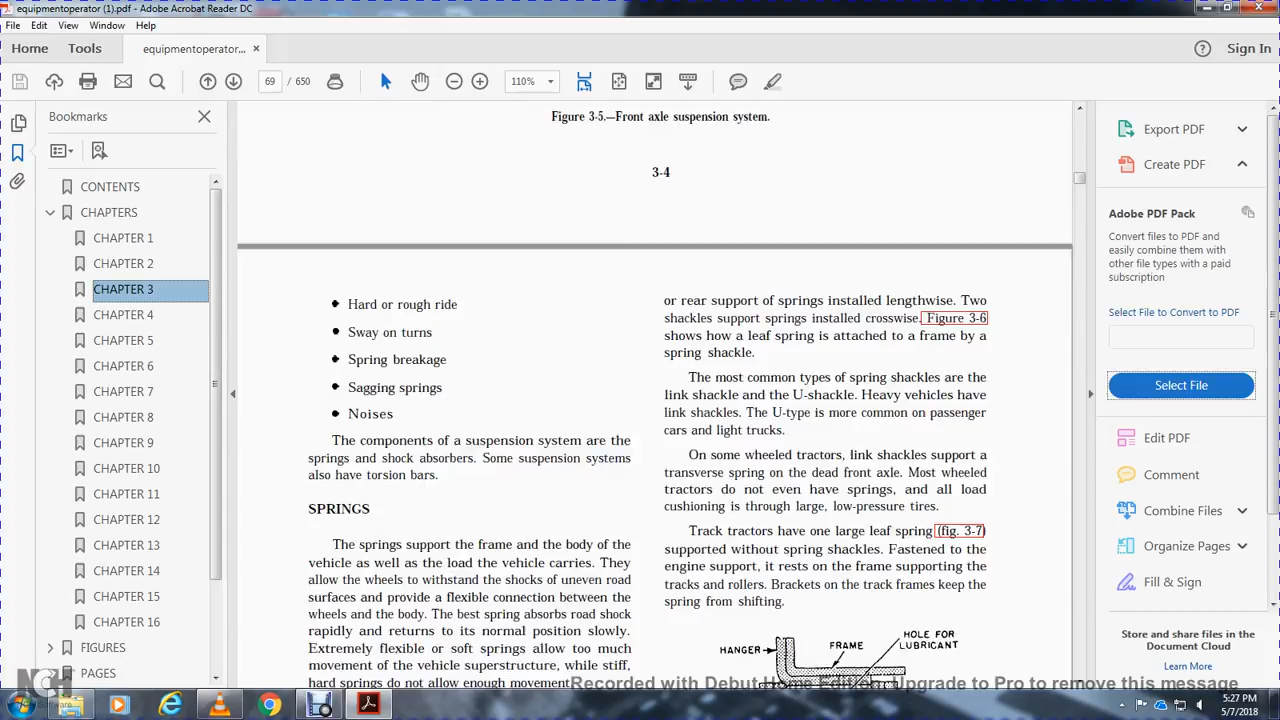 equipmentoperator (1).pdf - Adobe Acrobat Reader DC
File Edit View Window Help
Home Tools equipmentoperator... × Sign In
69 / 650 110%
Bookmarks
CONTENTS
CHAPTERS
CHAPTER 1
CHAPTER 2
CHAPTER 3
CHAPTER 4
CHAPTER 5
CHAPTER 6
CHAPTER 7
CHAPTER 8
CHAPTER 9
CHAPTER 10
CHAPTER 11
CHAPTER 12
CHAPTER 13
CHAPTER 14
CHAPTER 15
CHAPTER 16
FIGURES
PAGES
Figure 3-5.—Front axle suspension system.
3-4
• Hard or rough ride
• Sway on turns
• Spring breakage
• Sagging springs
• Noises
The components of a suspension system are the
springs and shock absorbers. Some suspension systems
also have torsion bars.
SPRINGS
The springs support the frame and the body of the
vehicle as well as the load the vehicle carries. They
allow the wheels to withstand the shocks of uneven road
surfaces and provide a flexible connection between the
wheels and the body. The best spring absorbs road shock
rapidly and returns to its normal position slowly.
Extremely flexible or soft springs allow too much
movement of the vehicle superstructure, while stiff,
hard springs do not allow enough movement.
or rear support of springs installed lengthwise. Two
shackles support springs installed crosswise. Figure 3-6
shows how a leaf spring is attached to a frame by a
spring shackle.
The most common types of spring shackles are the
link shackle and the U-shackle. Heavy vehicles have
link shackles. The U-type is more common on passenger
cars and light trucks.
On some wheeled tractors, link shackles support a
transverse spring on the dead front axle. Most wheeled
tractors do not even have springs, and all load
cushioning is through large, low-pressure tires.
Track tractors have one large leaf spring (fig. 3-7)
supported without spring shackles. Fastened to the
engine support, it rests on the frame supporting the
tracks and rollers. Brackets on the track frames keep the
spring from shifting.
HANGER
FRAME
HOLE FOR
LUBRICANT
Export PDF
Create PDF
Adobe PDF Pack
Convert files to PDF and
easily combine them with
other file types with a paid
subscription
Select File to Convert to PDF
Select File
Edit PDF
Comment
Combine Files
Organize Pages
Fill & Sign
Store and share files in the
Document Cloud
Learn More
NCH Software
Recorded with Debut Home Edition. Upgrade to Pro to remove this message
5:27 PM
5/7/2018